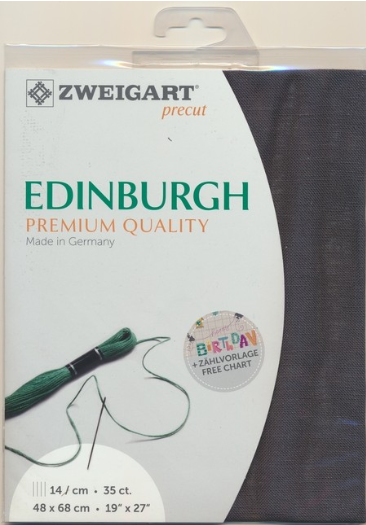 ZWEIGART®
precut
EDINBURGH
PREMIUM QUALITY
Made in Germany
BIRTHDAY
+ ZÄHLVORLAGE
FREE CHART
14 / cm • 35 ct.
48 x 68 cm • 19" x 27"